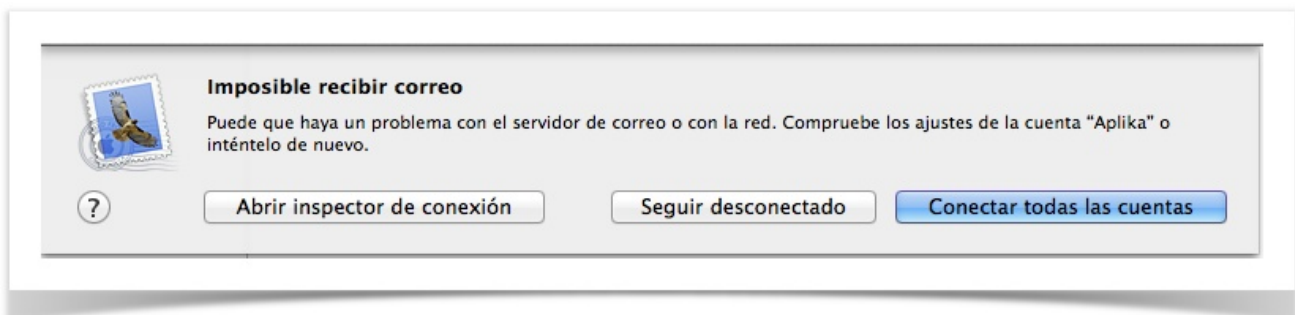 Imposible recibir correo
Puede que haya un problema con el servidor de correo o con la red. Compruebe los ajustes de la cuenta “Aplika” o
inténtelo de nuevo.
?
Abrir inspector de conexión
Seguir desconectado
Conectar todas las cuentas